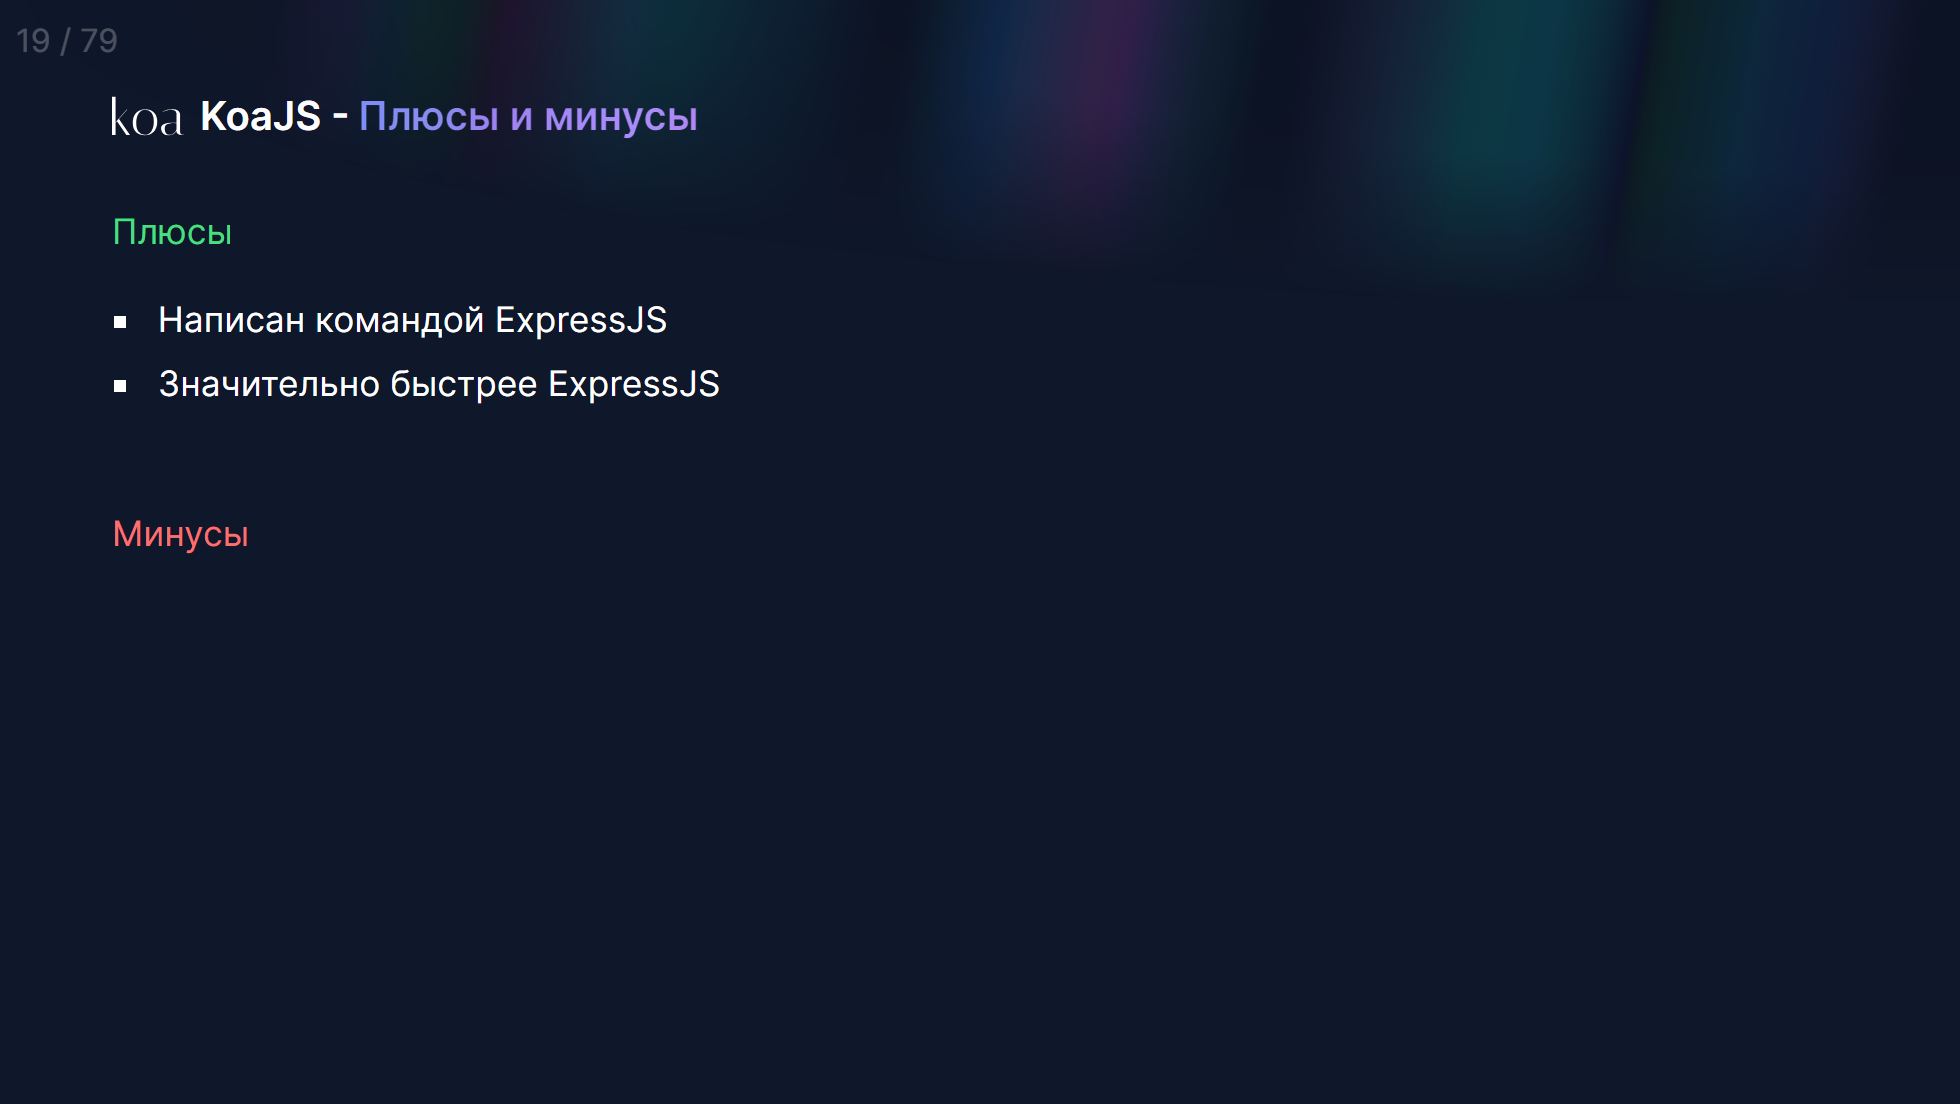 19 / 79
koa KoaJS - Плюсы и минусы
Плюсы
Написан командой ExpressJS
Значительно быстрее ExpressJS
Минусы